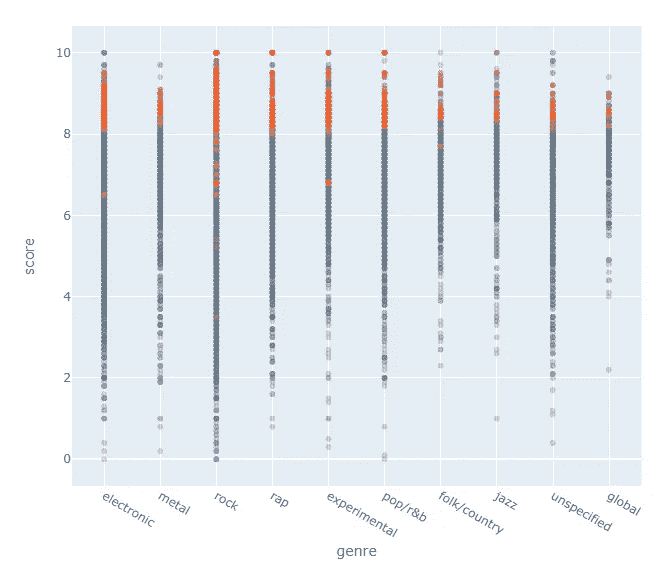 10
8
6
4
2
0
score
electronic
metal
rock
rap
experimental
pop/r&b
folk/country
jazz
unspecified
global
genre